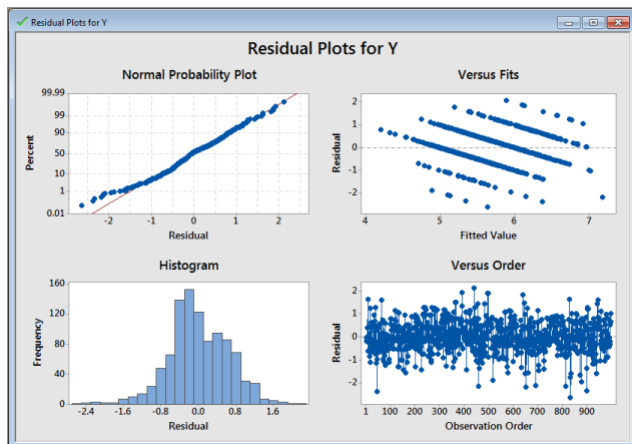 Residual Plots for Y
Residual Plots for Y
Normal Probability Plot
99.99
99
90
50
10
1
0.01
Percent
-2 -1 0 1 2
Residual
Versus Fits
2
1
0
-1
-2
Residual
4 5 6 7
Fitted Value
Histogram
160
120
80
40
0
Frequency
-2.4 -1.6 -0.8 0.0 0.8 1.6
Residual
Versus Order
2
1
0
-1
-2
Residual
1 100 200 300 400 500 600 700 800 900
Observation Order